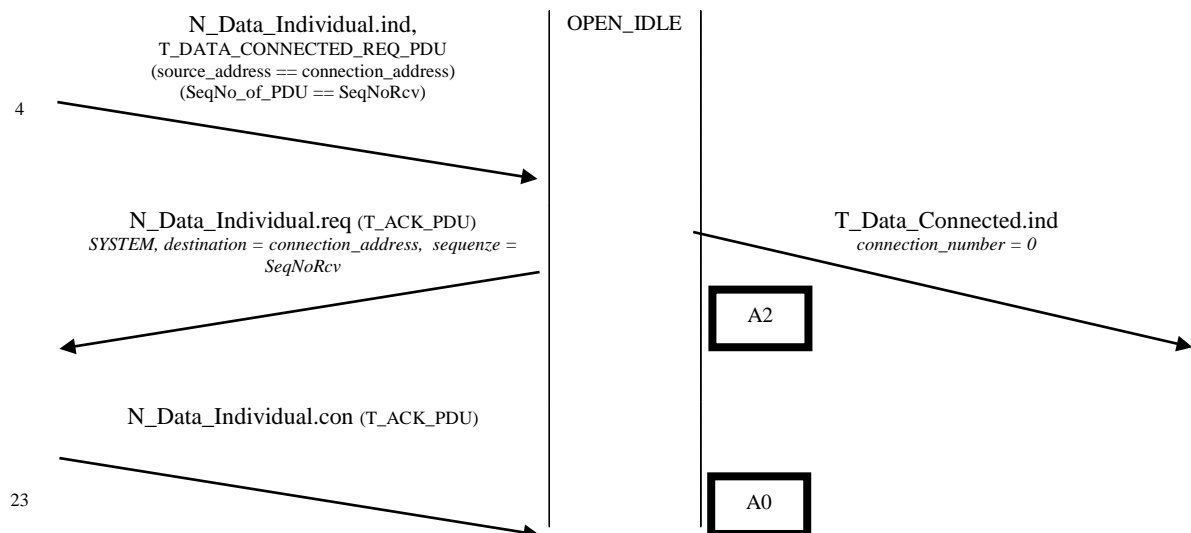 N_Data_Individual.ind,
T_DATA_CONNECTED_REQ_PDU
(source_address == connection_address)
(SeqNo_of_PDU == SeqNoRcv)
OPEN_IDLE
4
N_Data_Individual.req (T_ACK_PDU)
SYSTEM, destination = connection_address, sequenze =
SeqNoRcv
T_Data_Connected.ind
connection_number = 0
A2
N_Data_Individual.con (T_ACK_PDU)
23
A0